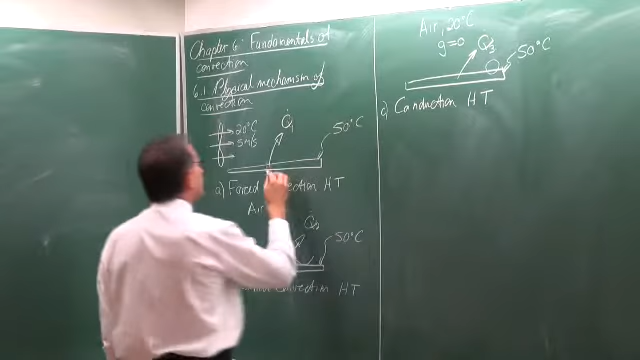 Chapter 6: Fundamentals of
convection
6.1 Physical mechanism of
convection
20°C
5m/s
Q̇1
50°C
a) Forced convection HT
Air
Q̇2
50°C
convection HT
Air, 20°C
g=0
Q̇3
50°C
c) Conduction HT